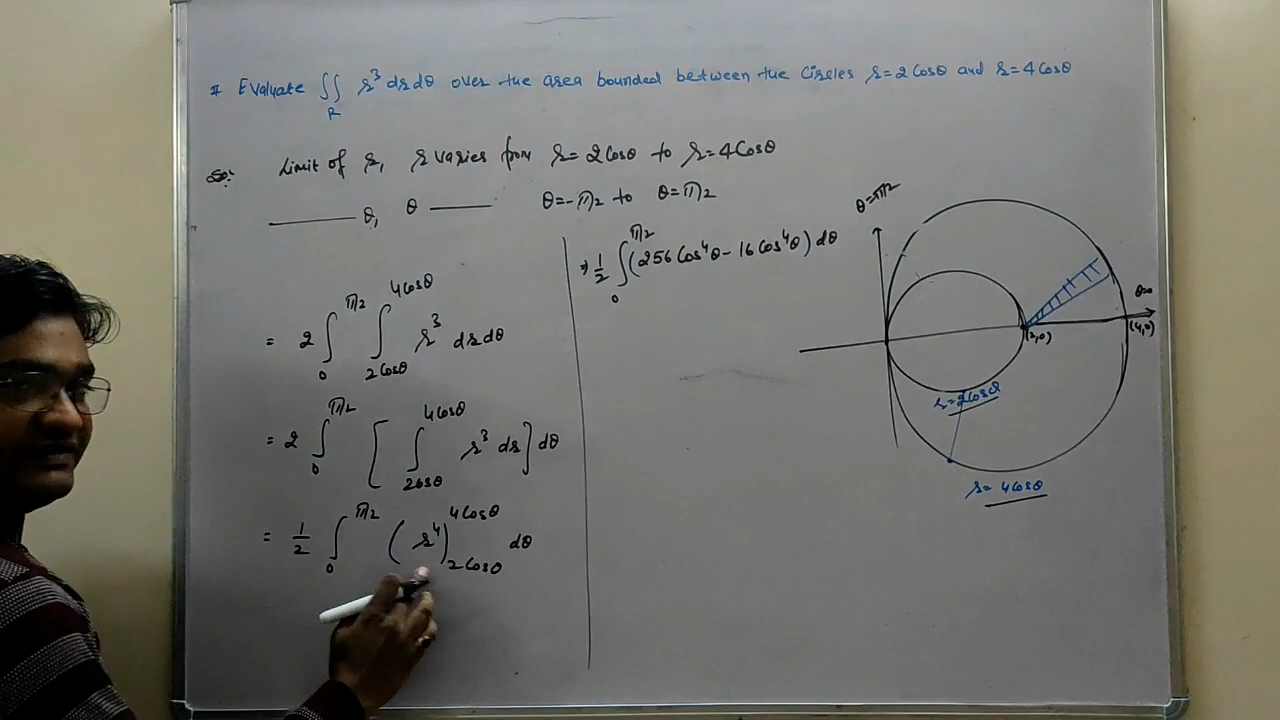 # Evaluate ∬_R r³ dr dθ over the area bounded between the circles r=2Cosθ and r=4Cosθ
Sol: Limit of r, r varies from r=2Cosθ to r=4Cosθ
——— θ, θ ——— θ=-π/2 to θ=π/2
= 2 ∫_0^{π/2} ∫_{2Cosθ}^{4Cosθ} r³ dr dθ
= 2 ∫_0^{π/2} [ ∫_{2Cosθ}^{4Cosθ} r³ dr ] dθ
= 1/2 ∫_0^{π/2} ( r⁴ )_{2Cosθ}^{4Cosθ} dθ
⇒ 1/2 ∫_0^{π/2} (256 Cos⁴θ - 16 Cos⁴θ) dθ
θ=π/2
θ=0
(2,0)
(4,0)
r=2Cosθ
r=4Cosθ